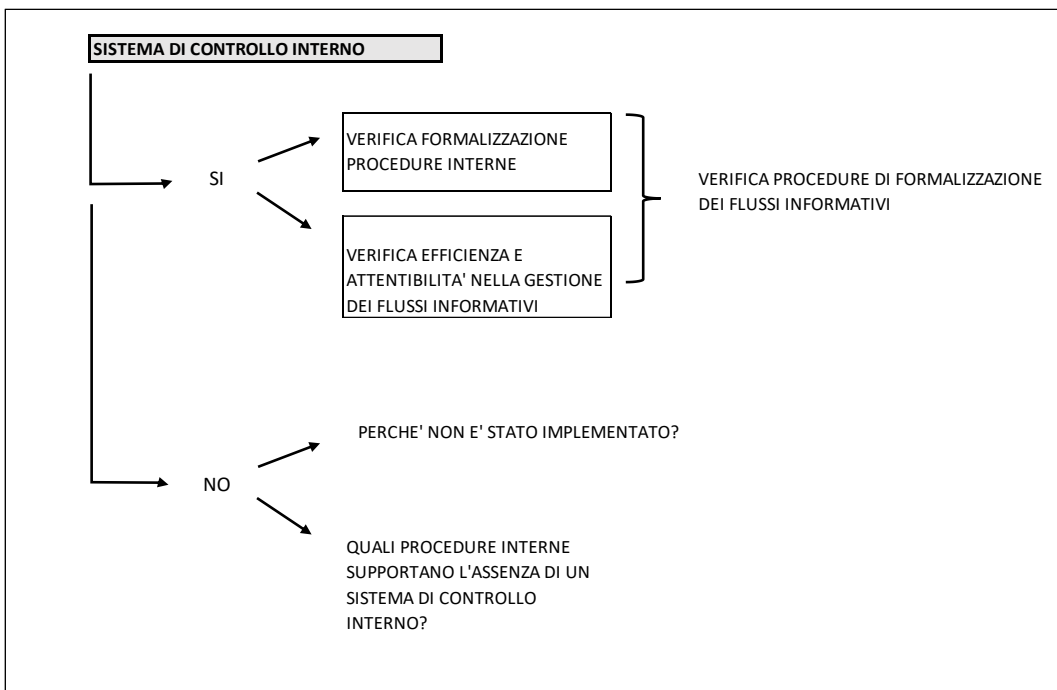 SISTEMA DI CONTROLLO INTERNO
SI
VERIFICA FORMALIZZAZIONE
PROCEDURE INTERNE
VERIFICA EFFICIENZA E
ATTENTIBILITA' NELLA GESTIONE
DEI FLUSSI INFORMATIVI
VERIFICA PROCEDURE DI FORMALIZZAZIONE
DEI FLUSSI INFORMATIVI
NO
PERCHE' NON E' STATO IMPLEMENTATO?
QUALI PROCEDURE INTERNE
SUPPORTANO L'ASSENZA DI UN
SISTEMA DI CONTROLLO
INTERNO?